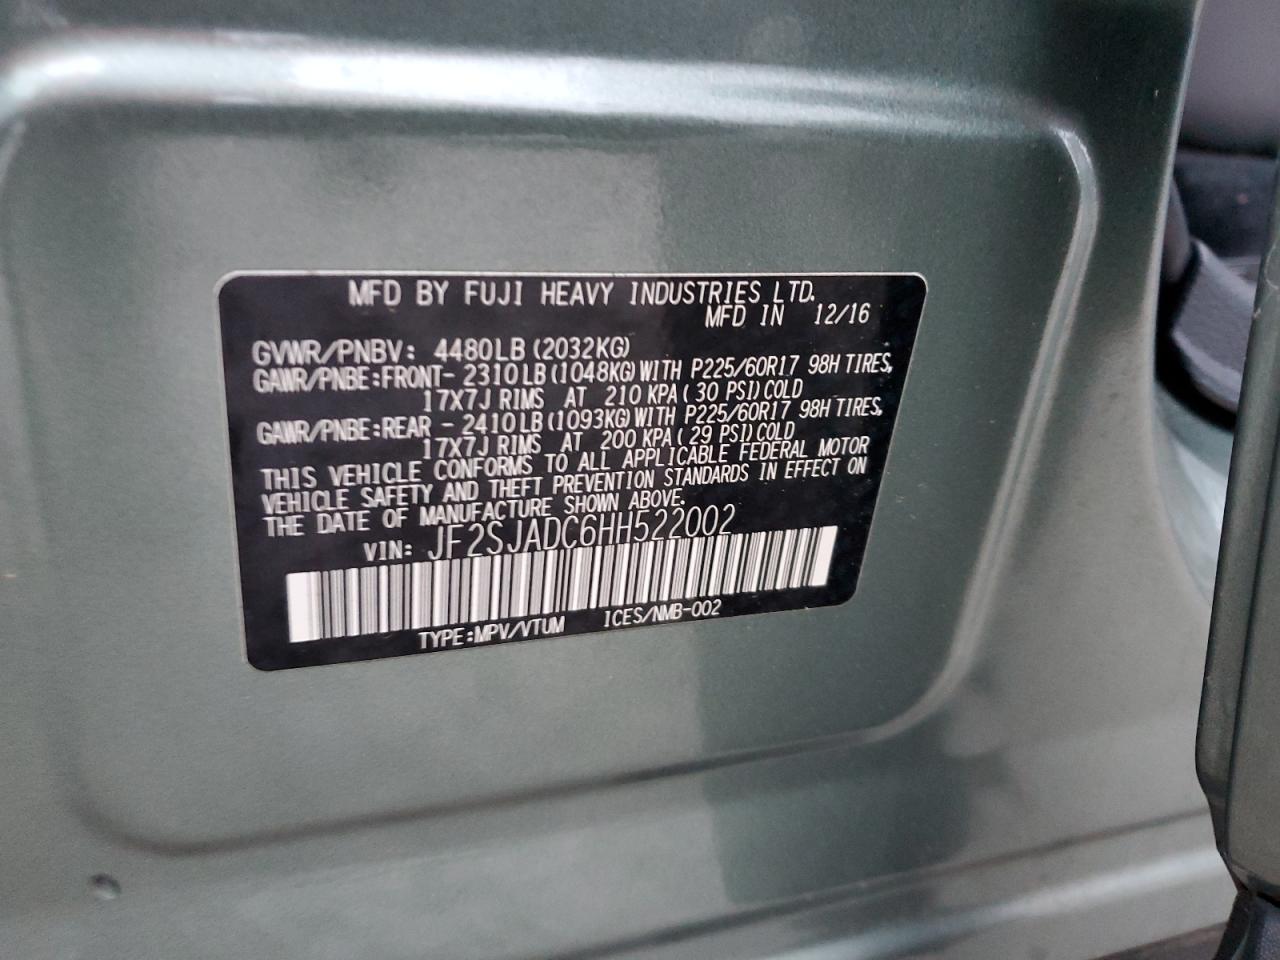 MFD BY FUJI HEAVY INDUSTRIES LTD.
MFD IN 12/16
GVWR/PNBV: 4480LB (2032KG)
GAWR/PNBE:FRONT- 2310LB (1048KG) WITH P225/60R17 98H TIRES,
17X7J RIMS AT 210 KPA ( 30 PSI) COLD
GAWR/PNBE:REAR - 2410LB (1093KG) WITH P225/60R17 98H TIRES,
17X7J RIMS AT 200 KPA ( 29 PSI) COLD
THIS VEHICLE CONFORMS TO ALL APPLICABLE FEDERAL MOTOR
VEHICLE SAFETY AND THEFT PREVENTION STANDARDS IN EFFECT ON
THE DATE OF MANUFACTURE SHOWN ABOVE.
VIN: JF2SJADC6HH522002
TYPE:MPV/VTUM ICES/NMB-002